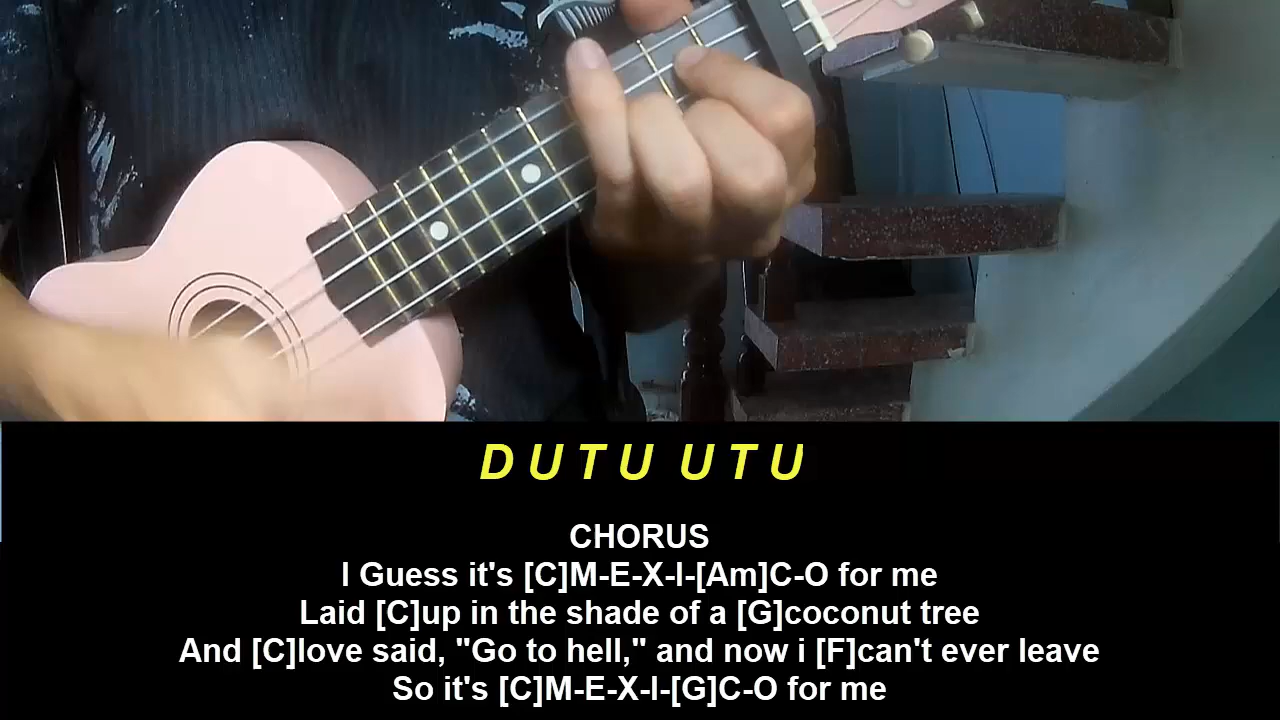 D U T U  U T U
CHORUS
I Guess it's [C]M-E-X-I-[Am]C-O for me
Laid [C]up in the shade of a [G]coconut tree
And [C]love said, "Go to hell," and now i [F]can't ever leave
So it's [C]M-E-X-I-[G]C-O for me